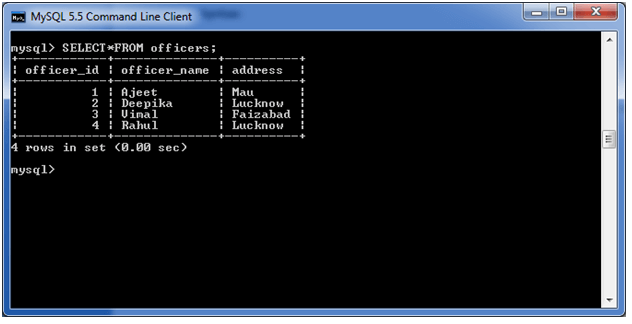 MySQL 5.5 Command Line Client
mysql> SELECT*FROM officers;
+------------+--------------+-----------+
| officer_id | officer_name | address   |
+------------+--------------+-----------+
|          1 | Ajeet        | Mau       |
|          2 | Deepika      | Lucknow   |
|          3 | Vimal        | Faizabad  |
|          4 | Rahul        | Lucknow   |
+------------+--------------+-----------+
4 rows in set (0.00 sec)
mysql>